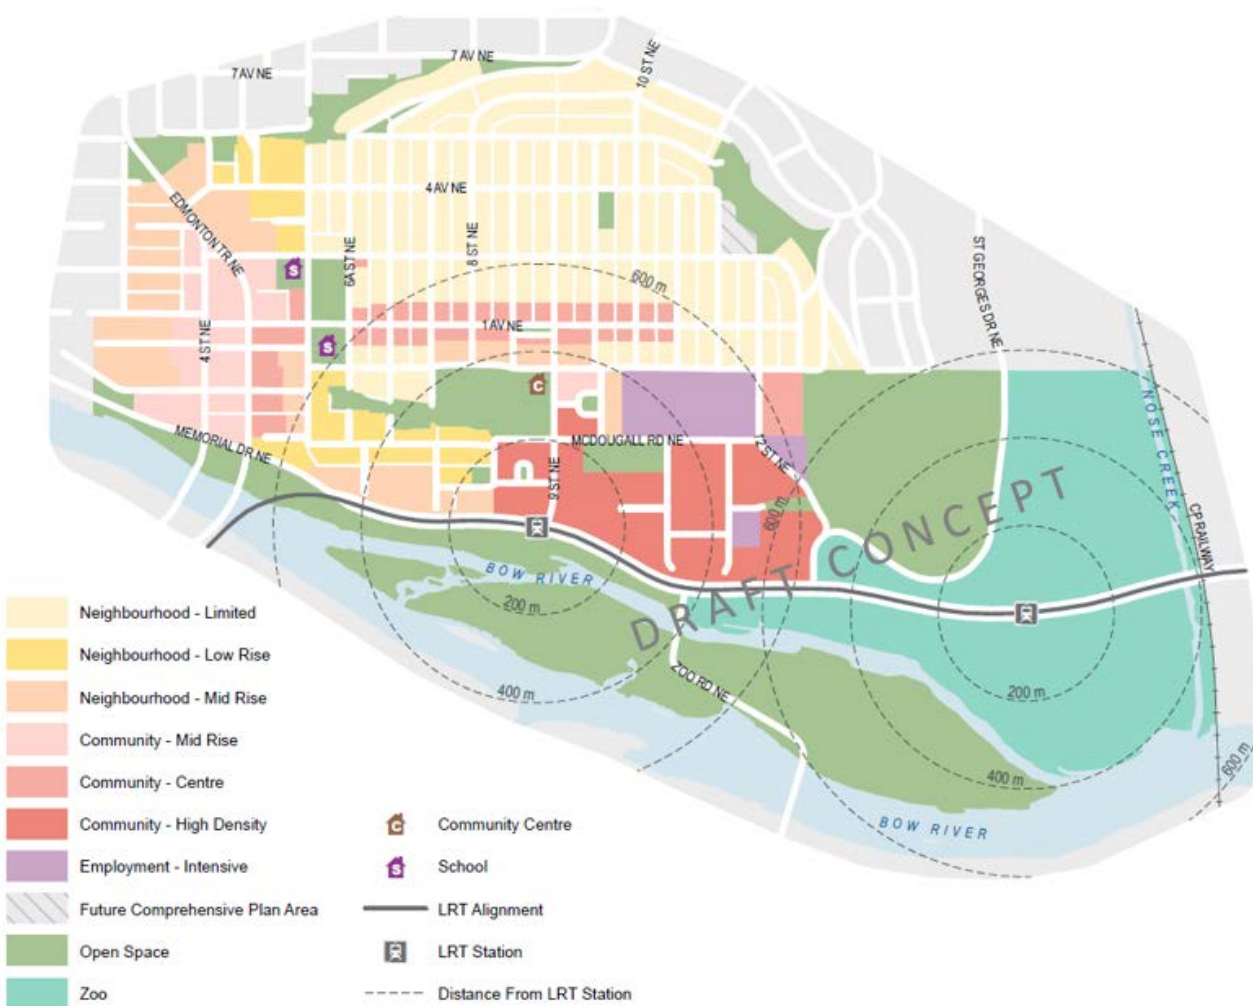 7 AV NE
7 AV NE
10 ST NE
4 AV NE
EDMONTON TR NE
6A ST NE
8 ST NE
ST GEORGES DR NE
S
600 m
1 AV NE
4 ST NE
S
C
NOSE CREEK
MEMORIAL DR NE
MCDOUGALL RD NE
12 ST NE
9 ST NE
600 m
CP RAILWAY
DRAFT CONCEPT
BOW RIVER
200 m
ZOO RD NE
200 m
400 m
400 m
600 m
BOW RIVER
Neighbourhood - Limited
Neighbourhood - Low Rise
Neighbourhood - Mid Rise
Community - Mid Rise
Community - Centre
Community - High Density
Employment - Intensive
Future Comprehensive Plan Area
Open Space
Zoo
C Community Centre
S School
LRT Alignment
LRT Station
Distance From LRT Station